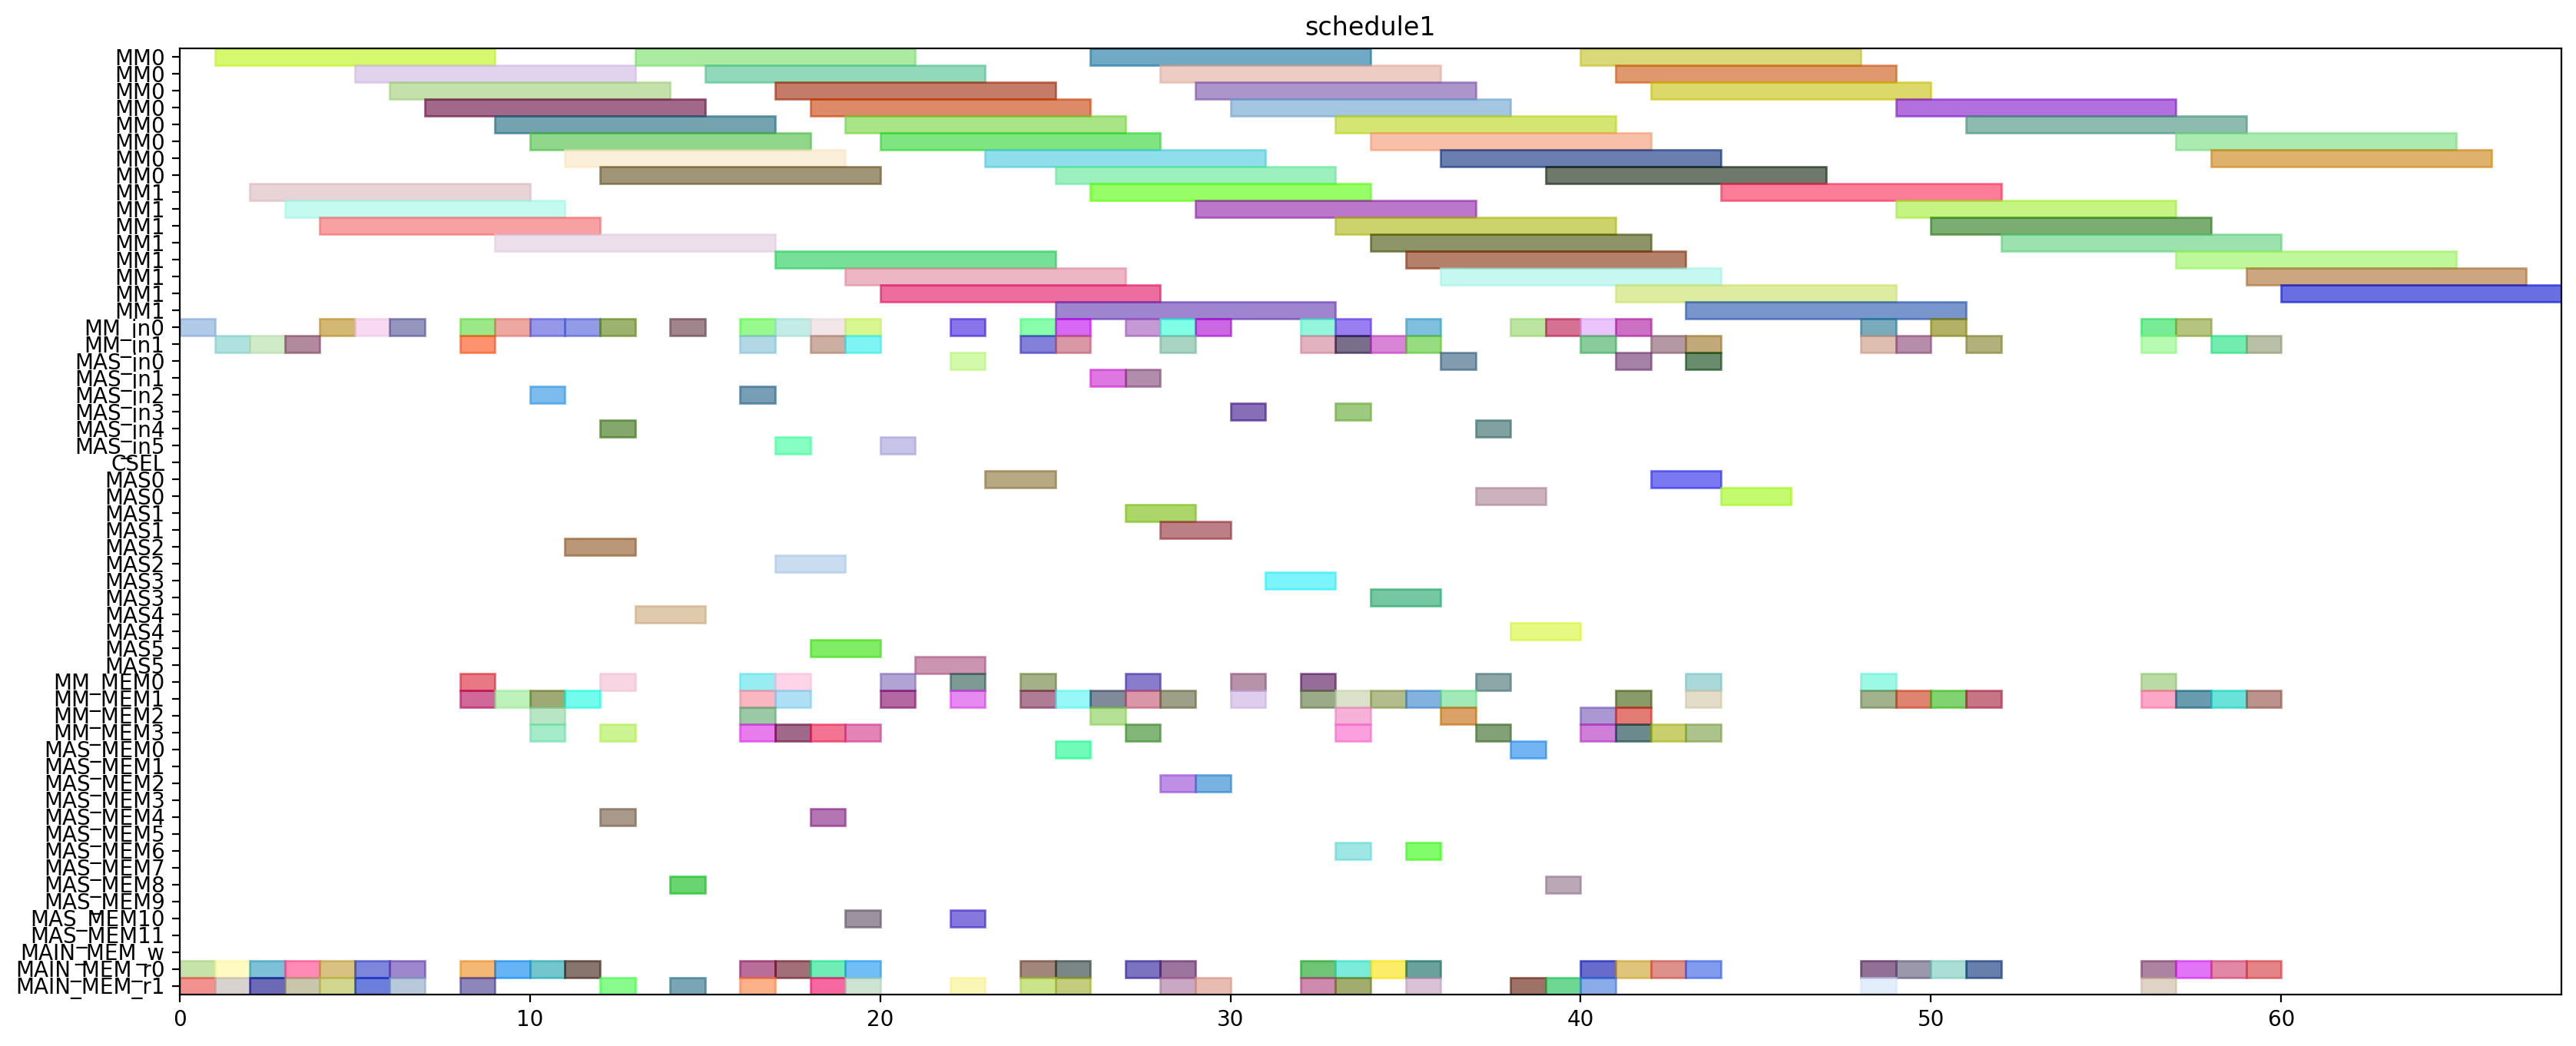 schedule1
MM0
MM0
MM0
MM0
MM0
MM0
MM0
MM0
MM1
MM1
MM1
MM1
MM1
MM1
MM1
MM1
MM_in0
MM_in1
MAS_in0
MAS_in1
MAS_in2
MAS_in3
MAS_in4
MAS_in5
CSEL
MAS0
MAS0
MAS1
MAS1
MAS2
MAS2
MAS3
MAS3
MAS4
MAS4
MAS5
MAS5
MM_MEM0
MM_MEM1
MM_MEM2
MM_MEM3
MAS_MEM0
MAS_MEM1
MAS_MEM2
MAS_MEM3
MAS_MEM4
MAS_MEM5
MAS_MEM6
MAS_MEM7
MAS_MEM8
MAS_MEM9
MAS_MEM10
MAS_MEM11
MAIN_MEM_w
MAIN_MEM_r0
MAIN_MEM_r1
0 10 20 30 40 50 60